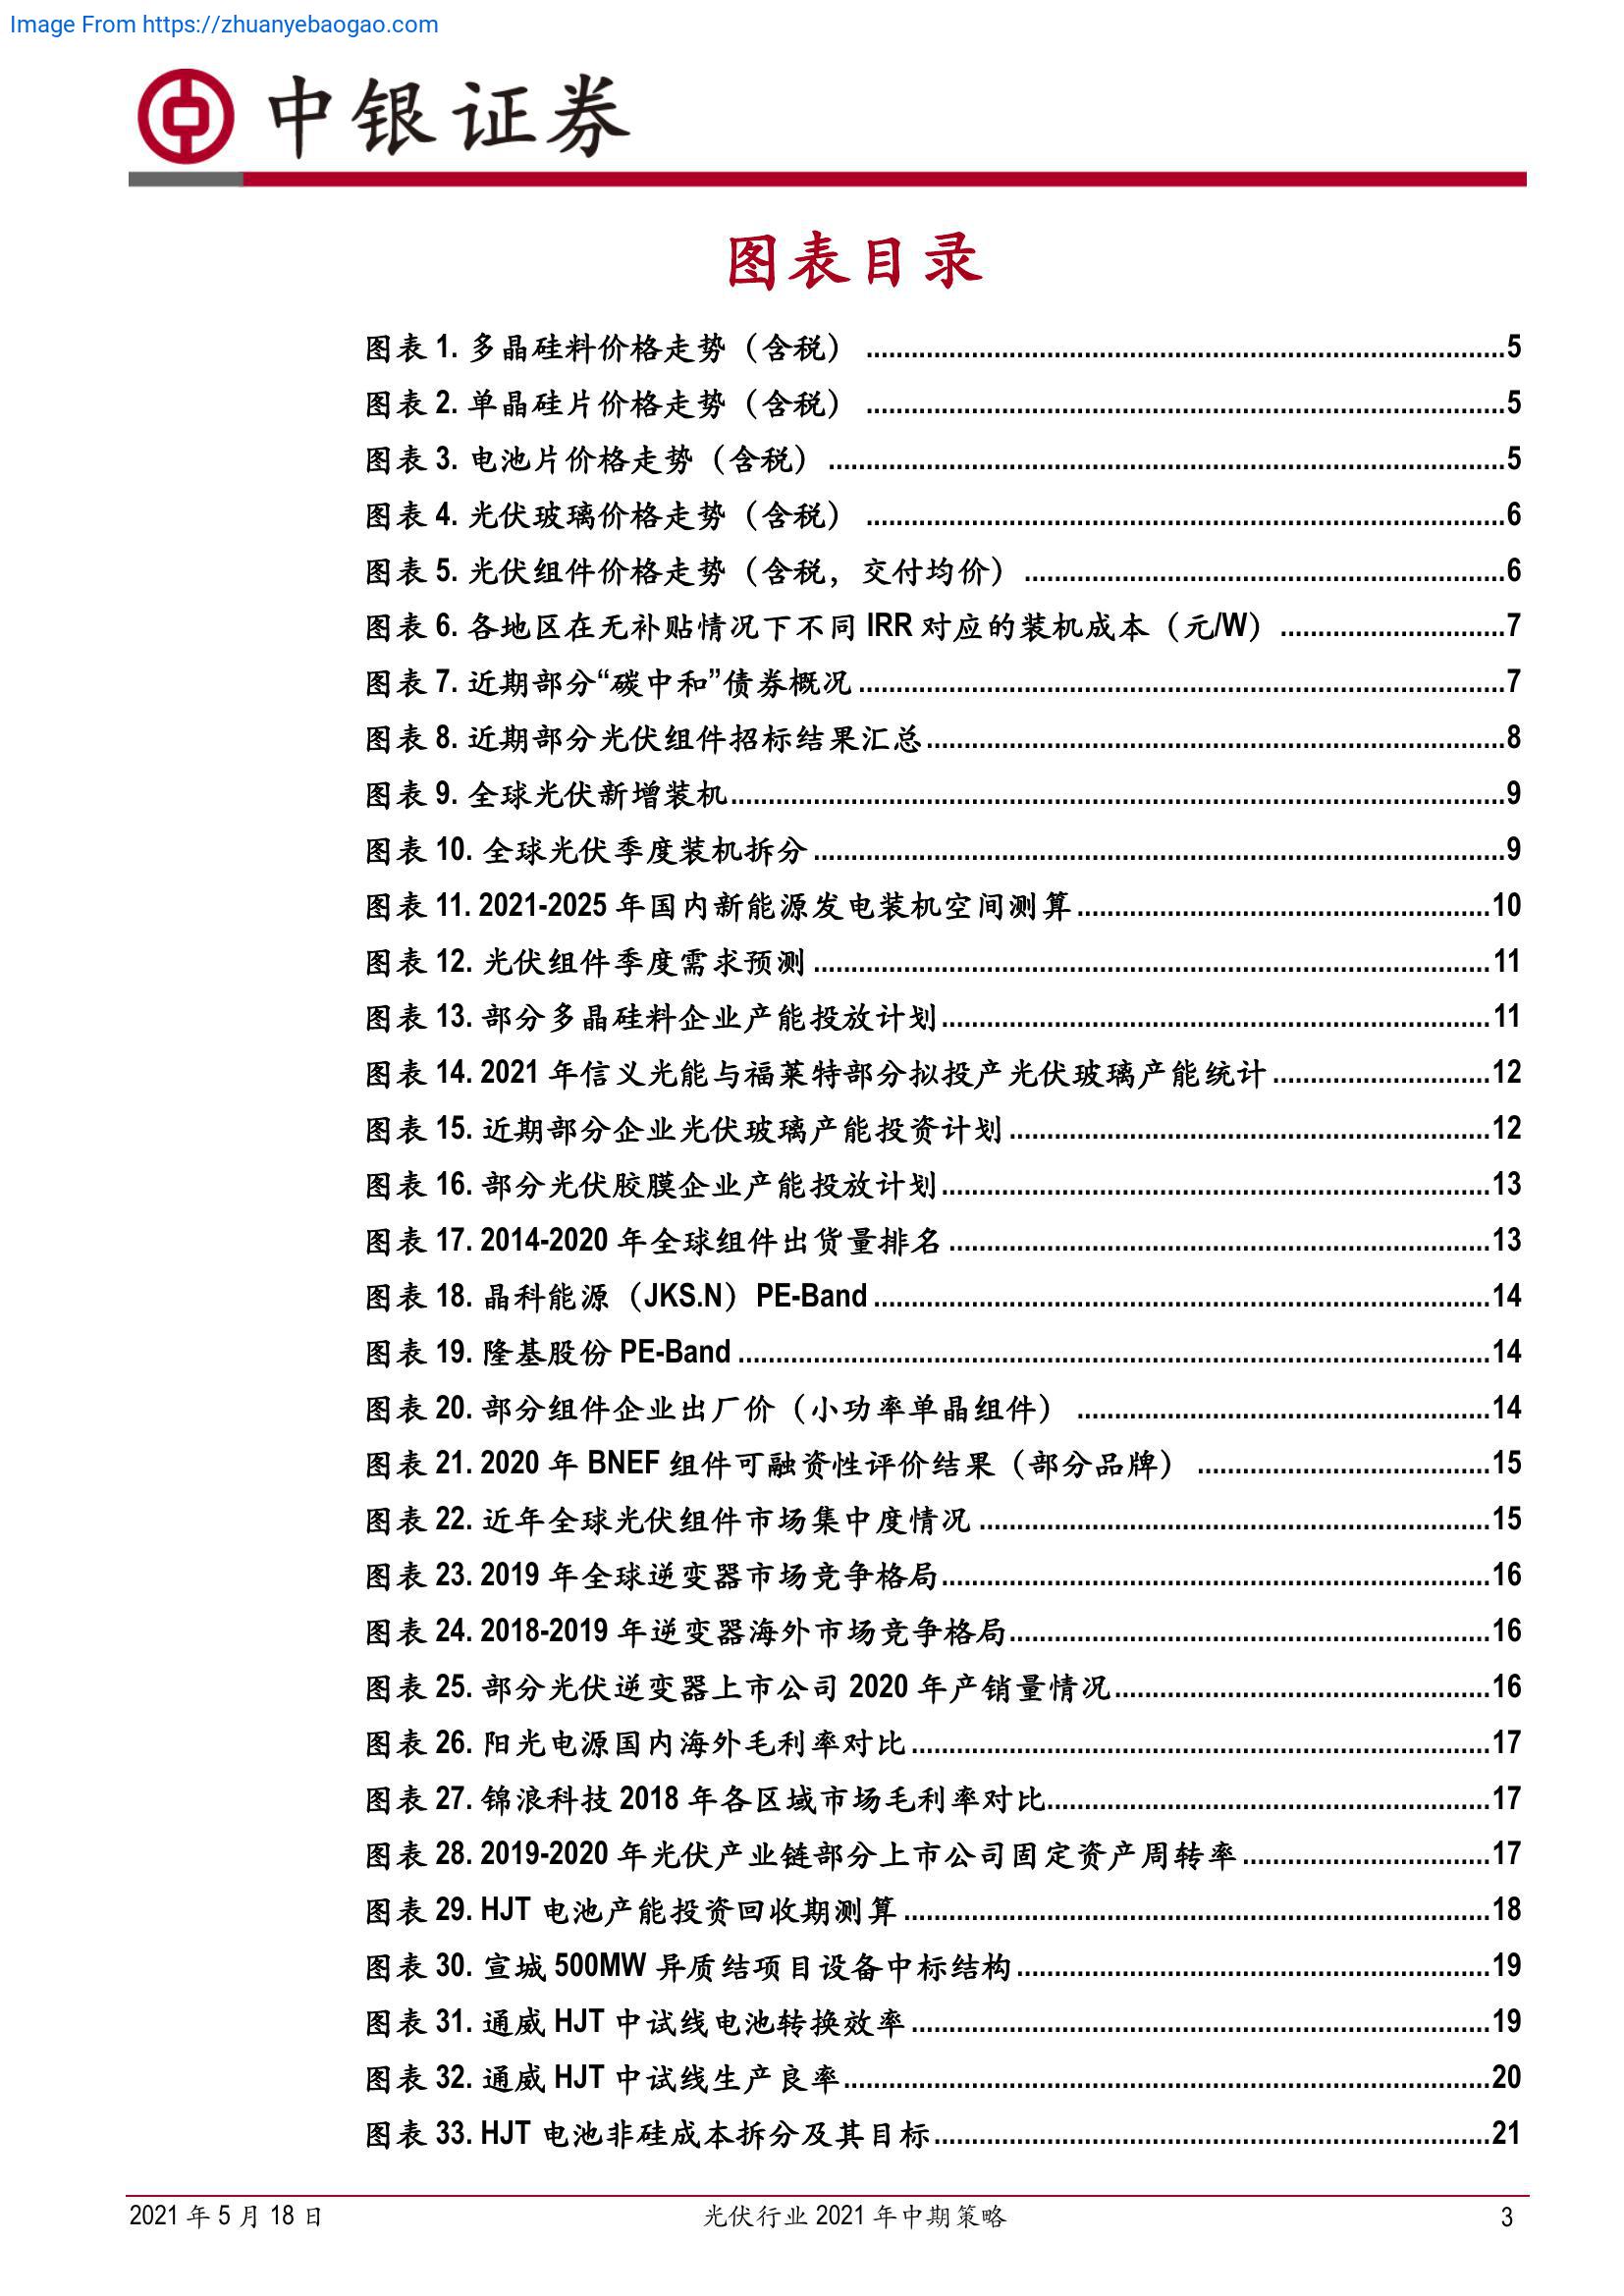 Image From https://zhuanyebaogao.com
中银证券
图表目录
图表 1. 多晶硅料价格走势（含税） ......5
图表 2. 单晶硅片价格走势（含税） ......5
图表 3. 电池片价格走势（含税） ......5
图表 4. 光伏玻璃价格走势（含税） ......6
图表 5. 光伏组件价格走势（含税，交付均价） ......6
图表 6. 各地区在无补贴情况下不同 IRR 对应的装机成本（元/W） ......7
图表 7. 近期部分“碳中和”债券概况 ......7
图表 8. 近期部分光伏组件招标结果汇总 ......8
图表 9. 全球光伏新增装机 ......9
图表 10. 全球光伏季度装机拆分 ......9
图表 11. 2021-2025 年国内新能源发电装机空间测算 ......10
图表 12. 光伏组件季度需求预测 ......11
图表 13. 部分多晶硅料企业产能投放计划 ......11
图表 14. 2021 年信义光能与福莱特部分拟投产光伏玻璃产能统计 ......12
图表 15. 近期部分企业光伏玻璃产能投资计划 ......12
图表 16. 部分光伏胶膜企业产能投放计划 ......13
图表 17. 2014-2020 年全球组件出货量排名 ......13
图表 18. 晶科能源（JKS.N）PE-Band ......14
图表 19. 隆基股份 PE-Band ......14
图表 20. 部分组件企业出厂价（小功率单晶组件） ......14
图表 21. 2020 年 BNEF 组件可融资性评价结果（部分品牌） ......15
图表 22. 近年全球光伏组件市场集中度情况 ......15
图表 23. 2019 年全球逆变器市场竞争格局 ......16
图表 24. 2018-2019 年逆变器海外市场竞争格局 ......16
图表 25. 部分光伏逆变器上市公司 2020 年产销量情况 ......16
图表 26. 阳光电源国内海外毛利率对比 ......17
图表 27. 锦浪科技 2018 年各区域市场毛利率对比 ......17
图表 28. 2019-2020 年光伏产业链部分上市公司固定资产周转率 ......17
图表 29. HJT 电池产能投资回收期测算 ......18
图表 30. 宣城 500MW 异质结项目设备中标结构 ......19
图表 31. 通威 HJT 中试线电池转换效率 ......19
图表 32. 通威 HJT 中试线生产良率 ......20
图表 33. HJT 电池非硅成本拆分及其目标 ......21
2021 年 5 月 18 日 光伏行业 2021 年中期策略 3